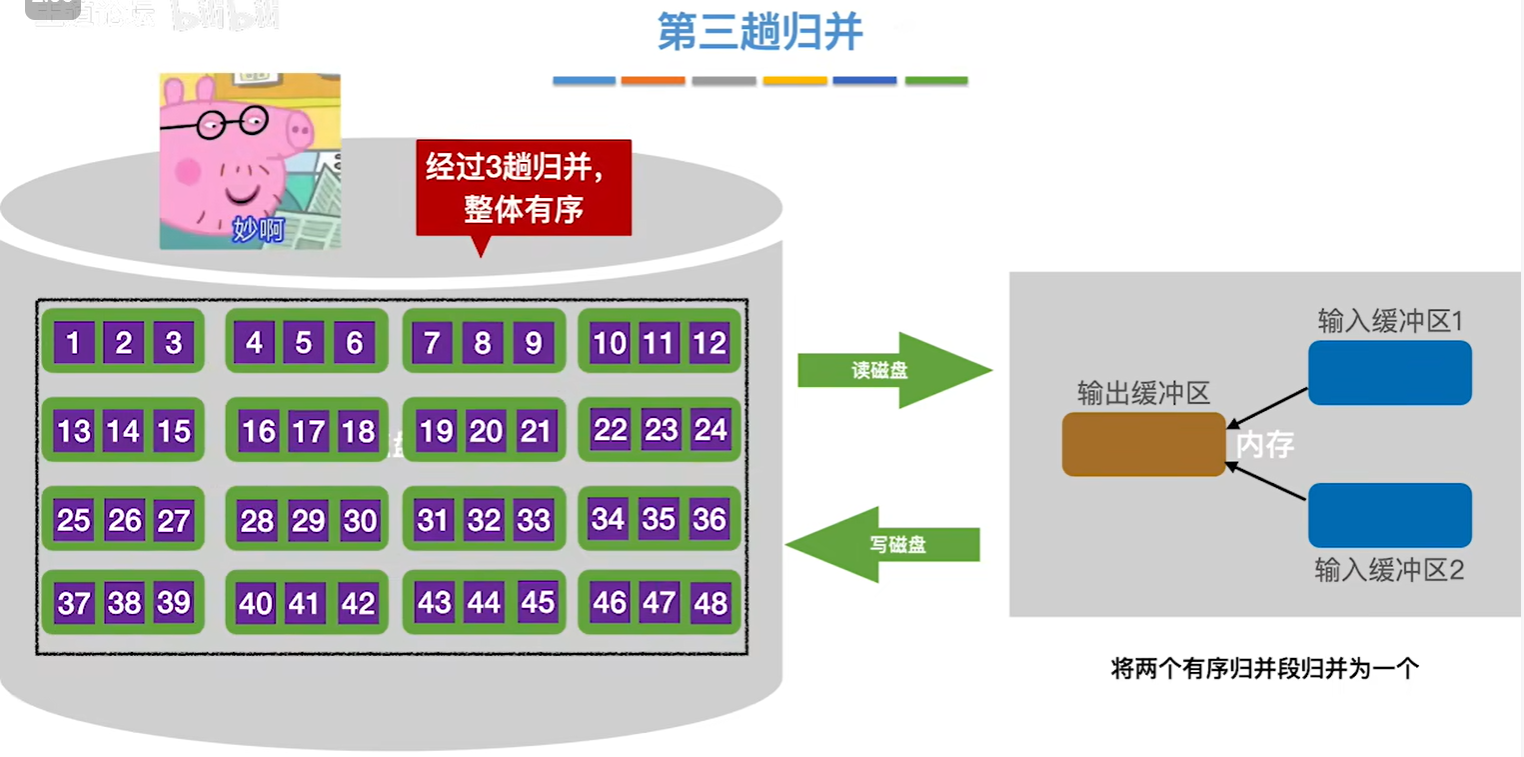 第三趟归并
妙啊
经过3趟归并，
整体有序
1 2 3 4 5 6 7 8 9 10 11 12
13 14 15 16 17 18 19 20 21 22 23 24
25 26 27 28 29 30 31 32 33 34 35 36
37 38 39 40 41 42 43 44 45 46 47 48
读磁盘
写磁盘
输入缓冲区1
输出缓冲区
内存
输入缓冲区2
将两个有序归并段归并为一个